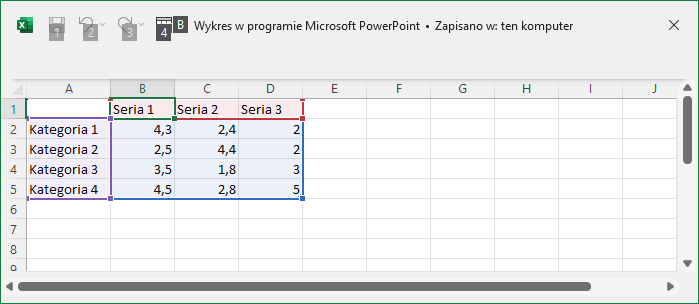 1 2 3 4 B Wykres w programie Microsoft PowerPoint • Zapisano w: ten komputer
A B C D E F G H I J
1 Seria 1 Seria 2 Seria 3
2 Kategoria 1 4,3 2,4 2
3 Kategoria 2 2,5 4,4 2
4 Kategoria 3 3,5 1,8 3
5 Kategoria 4 4,5 2,8 5
6
7
8
9